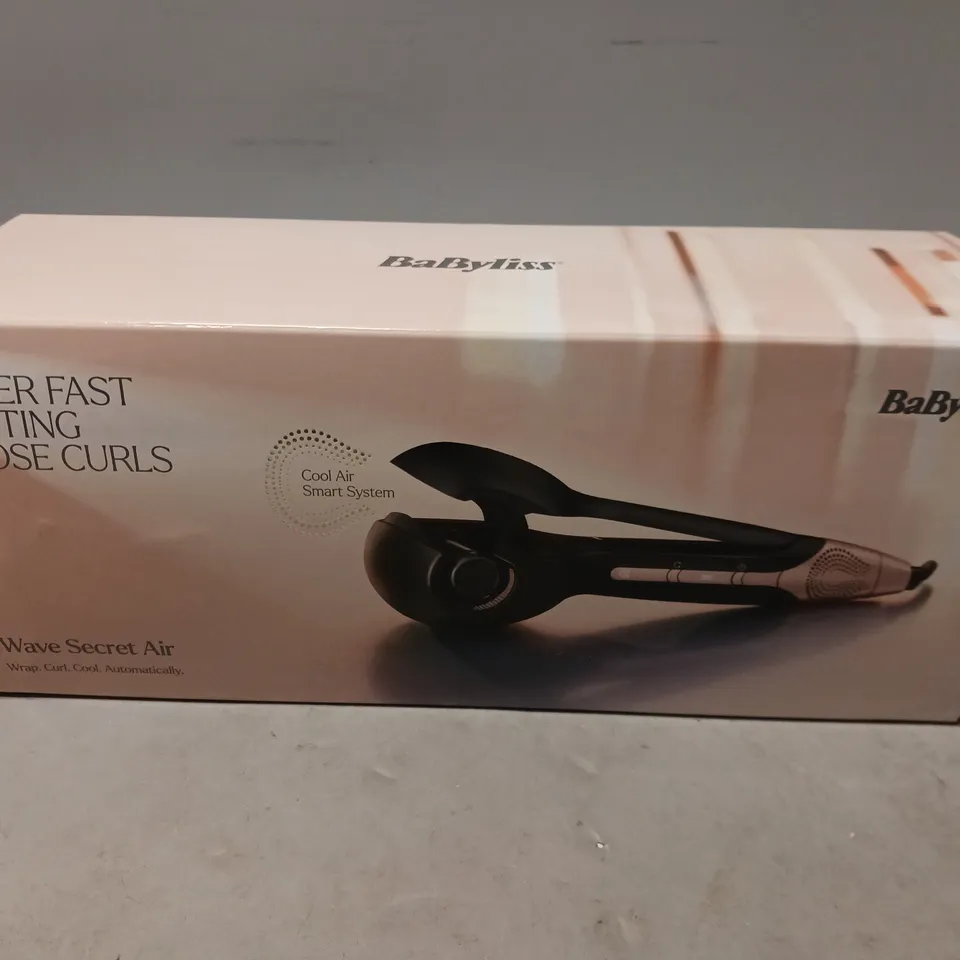 BaByliss
ER FAST
TING
OSE CURLS
BaBy
Cool Air
Smart System
Wave Secret Air
Wrap. Curl. Cool. Automatically.